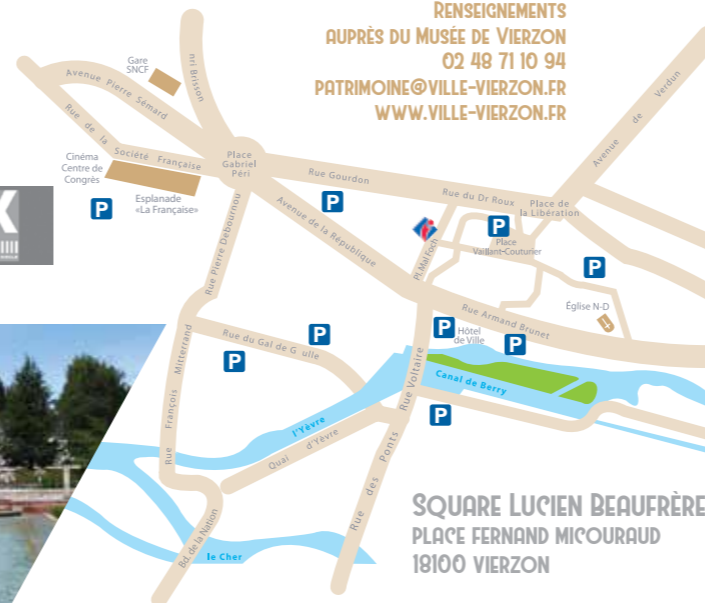 RENSEIGNEMENTS
AUPRÈS DU MUSÉE DE VIERZON
02 48 71 10 94
PATRIMOINE@VILLE-VIERZON.FR
WWW.VILLE-VIERZON.FR
Gare
SNCF
nri Brisson
Avenue Pierre Sémard
Rue de la Société Française
Avenue de Verdun
Cinéma
Centre de
Congrès
Place
Gabriel
Péri
Rue Gourdon
Rue du Dr Roux
Place de
la Libération
Esplanade
«La Française»
P
P
P
P
X
Avenue de la République
Rue Pierre Debournou
Pl. Mal Foch
Place
Vaillant-Couturier
Église N-D
Rue Armand Brunet
Rue du Gal de G ulle
P
P
P
P
P
Hôtel
de Ville
Rue François Mitterrand
Rue Voltaire
Canal de Berry
l'Yèvre
Quai d'Yèvre
Rue des Ponts
Bd. de la Nation
le Cher
SQUARE LUCIEN BEAUFRÈRE
PLACE FERNAND MICOURAUD
18100 VIERZON